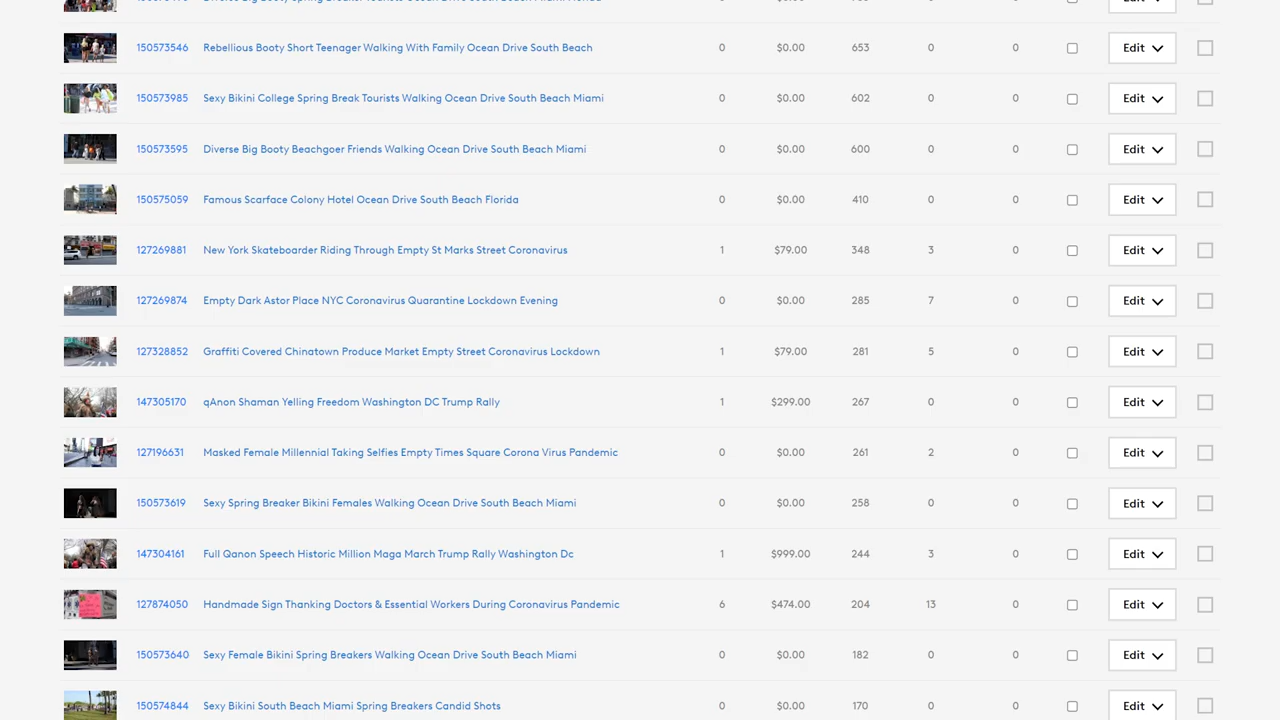 150573546 Rebellious Booty Short Teenager Walking With Family Ocean Drive South Beach 0 $0.00 653 0 0 Edit
150573985 Sexy Bikini College Spring Break Tourists Walking Ocean Drive South Beach Miami 0 $0.00 602 0 0 Edit
150573595 Diverse Big Booty Beachgoer Friends Walking Ocean Drive South Beach Miami 0 $0.00 600 0 0 Edit
150575059 Famous Scarface Colony Hotel Ocean Drive South Beach Florida 0 $0.00 410 0 0 Edit
127269881 New York Skateboarder Riding Through Empty St Marks Street Coronavirus 1 $79.00 348 3 0 Edit
127269874 Empty Dark Astor Place NYC Coronavirus Quarantine Lockdown Evening 0 $0.00 285 7 0 Edit
127328852 Graffiti Covered Chinatown Produce Market Empty Street Coronavirus Lockdown 1 $79.00 281 5 0 Edit
147305170 qAnon Shaman Yelling Freedom Washington DC Trump Rally 1 $299.00 267 0 0 Edit
127196631 Masked Female Millennial Taking Selfies Empty Times Square Corona Virus Pandemic 0 $0.00 261 2 0 Edit
150573619 Sexy Spring Breaker Bikini Females Walking Ocean Drive South Beach Miami 0 $0.00 258 0 0 Edit
147304161 Full Qanon Speech Historic Million Maga March Trump Rally Washington Dc 1 $999.00 244 3 0 Edit
127874050 Handmade Sign Thanking Doctors & Essential Workers During Coronavirus Pandemic 6 $474.00 204 13 0 Edit
150573640 Sexy Female Bikini Spring Breakers Walking Ocean Drive South Beach Miami 0 $0.00 182 0 0 Edit
150574844 Sexy Bikini South Beach Miami Spring Breakers Candid Shots 0 $0.00 170 0 0 Edit